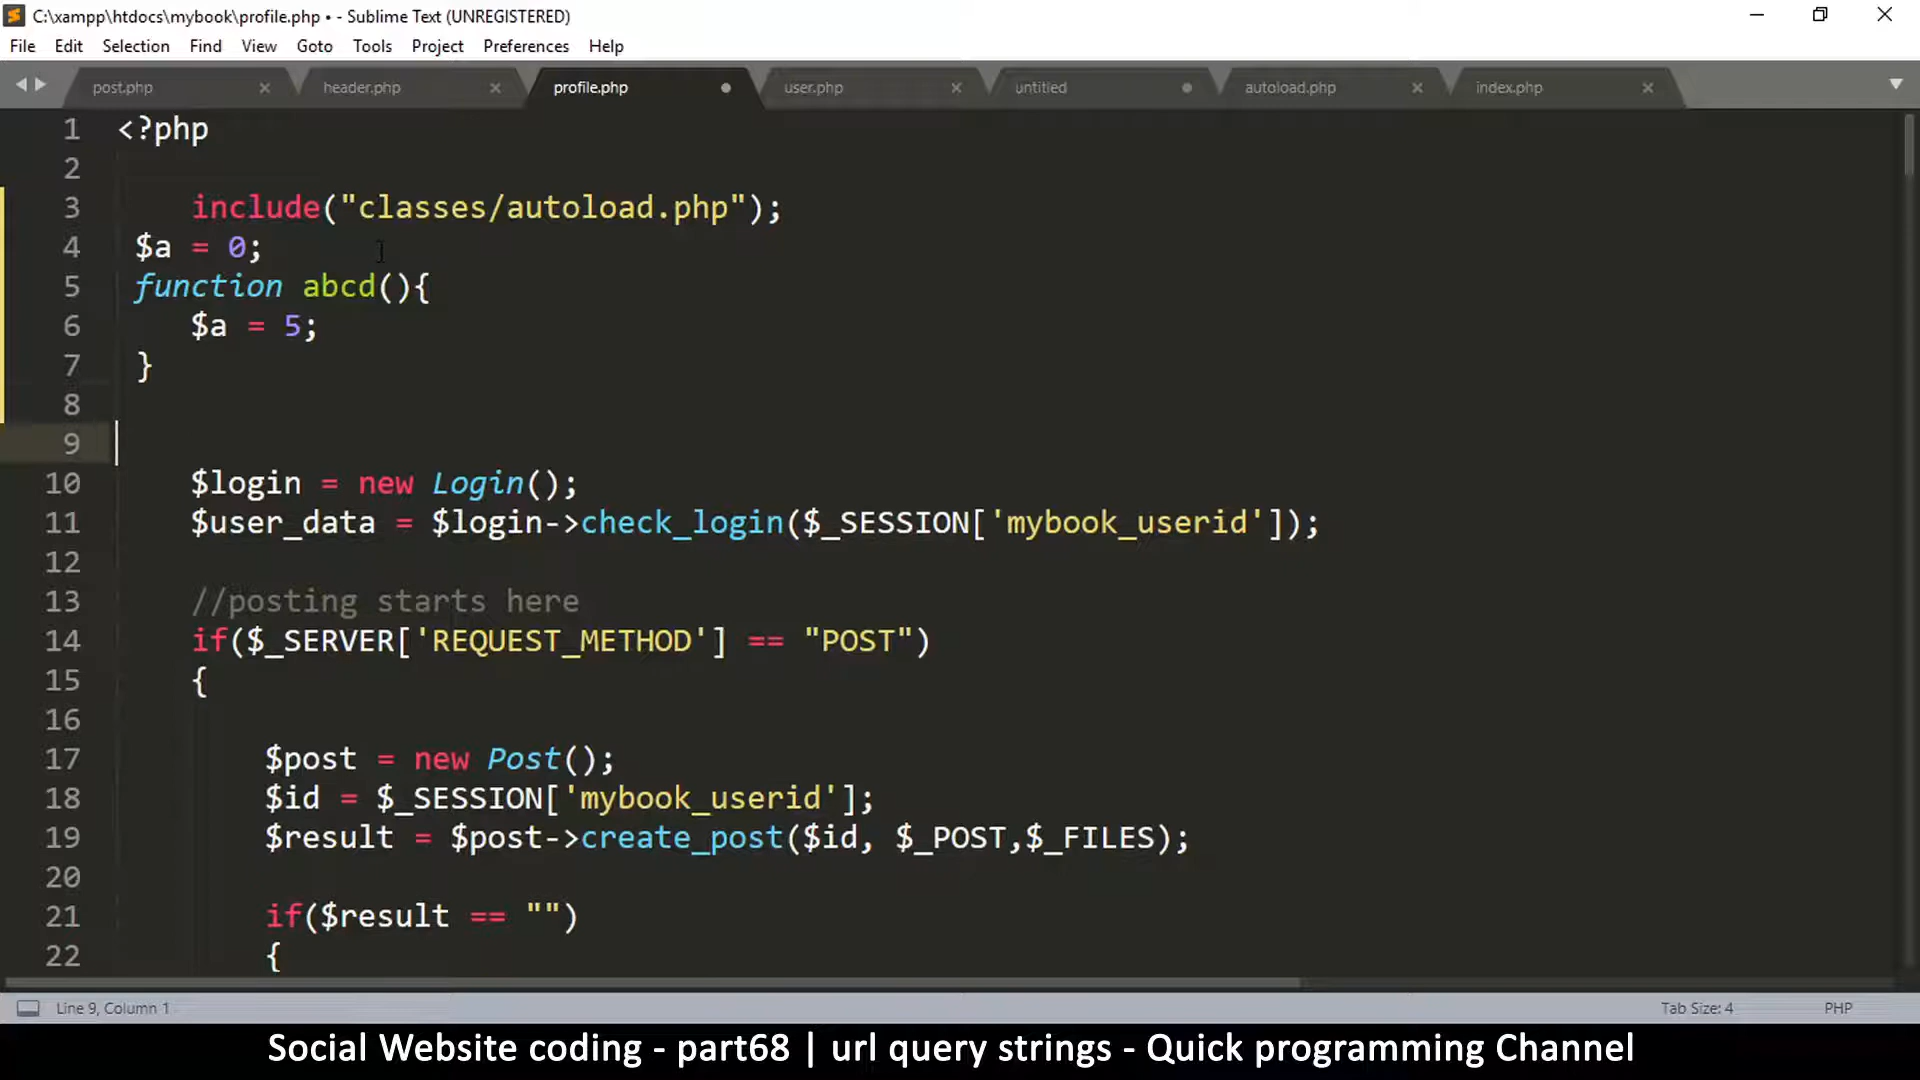 C:\xampp\htdocs\mybook\profile.php • - Sublime Text (UNREGISTERED)
File Edit Selection Find View Goto Tools Project Preferences Help
post.php header.php profile.php user.php untitled autoload.php index.php
1 <?php
2
3 include("classes/autoload.php");
4 $a = 0;
5 function abcd(){
6 $a = 5;
7 }
8
9
10 $login = new Login();
11 $user_data = $login->check_login($_SESSION['mybook_userid']);
12
13 //posting starts here
14 if($_SERVER['REQUEST_METHOD'] == "POST")
15 {
16
17 $post = new Post();
18 $id = $_SESSION['mybook_userid'];
19 $result = $post->create_post($id, $_POST,$_FILES);
20
21 if($result == "")
22 {
Line 9, Column 1 Tab Size: 4 PHP
Social Website coding - part68 | url query strings - Quick programming Channel